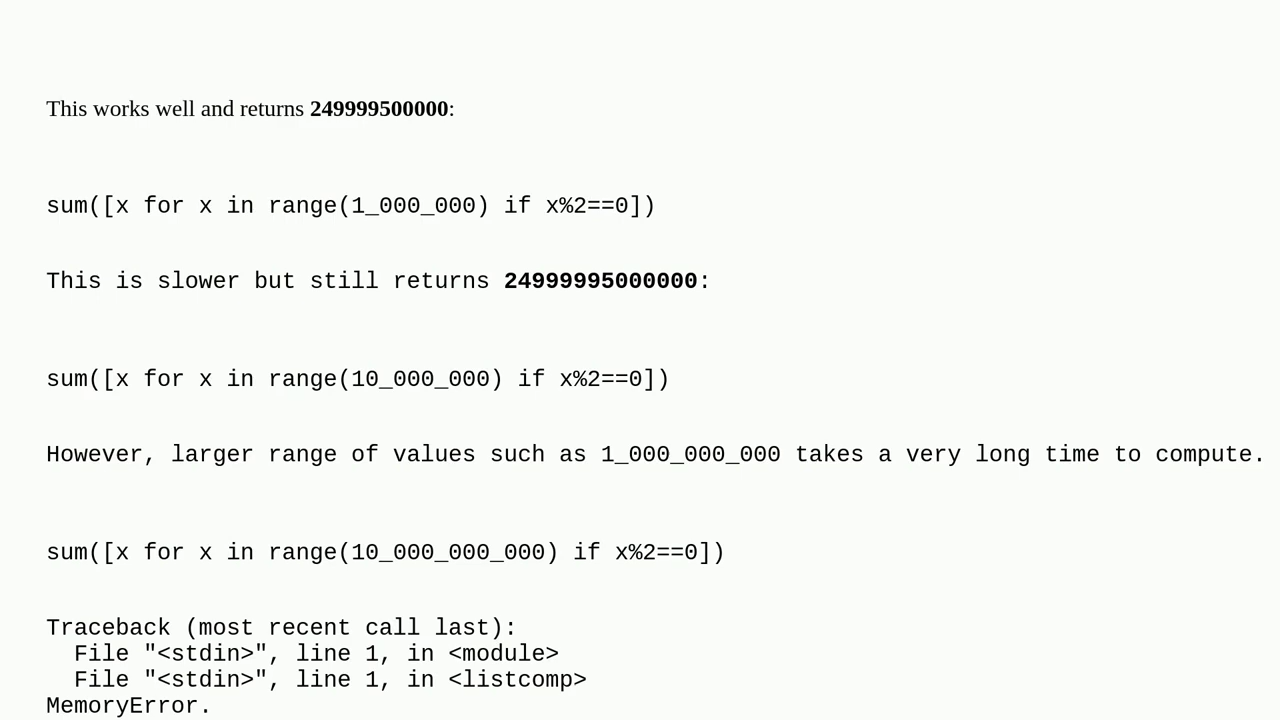 This works well and returns 249999500000:
sum([x for x in range(1_000_000) if x%2==0])
This is slower but still returns 24999995000000:
sum([x for x in range(10_000_000) if x%2==0])
However, larger range of values such as 1_000_000_000 takes a very long time to compute.
sum([x for x in range(10_000_000_000) if x%2==0])
Traceback (most recent call last):
  File "<stdin>", line 1, in <module>
  File "<stdin>", line 1, in <listcomp>
MemoryError.